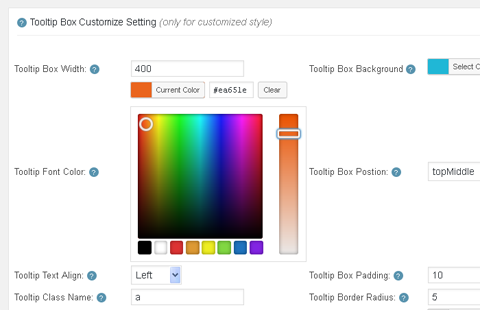 Tooltip Box Customize Setting (only for customized style)
Tooltip Box Width: 400
Tooltip Box Background Select C
Current Color #ea651e Clear
Tooltip Font Color:
Tooltip Box Postion: topMiddle
Tooltip Text Align: Left
Tooltip Box Padding: 10
Tooltip Class Name: a
Tooltip Border Radius: 5